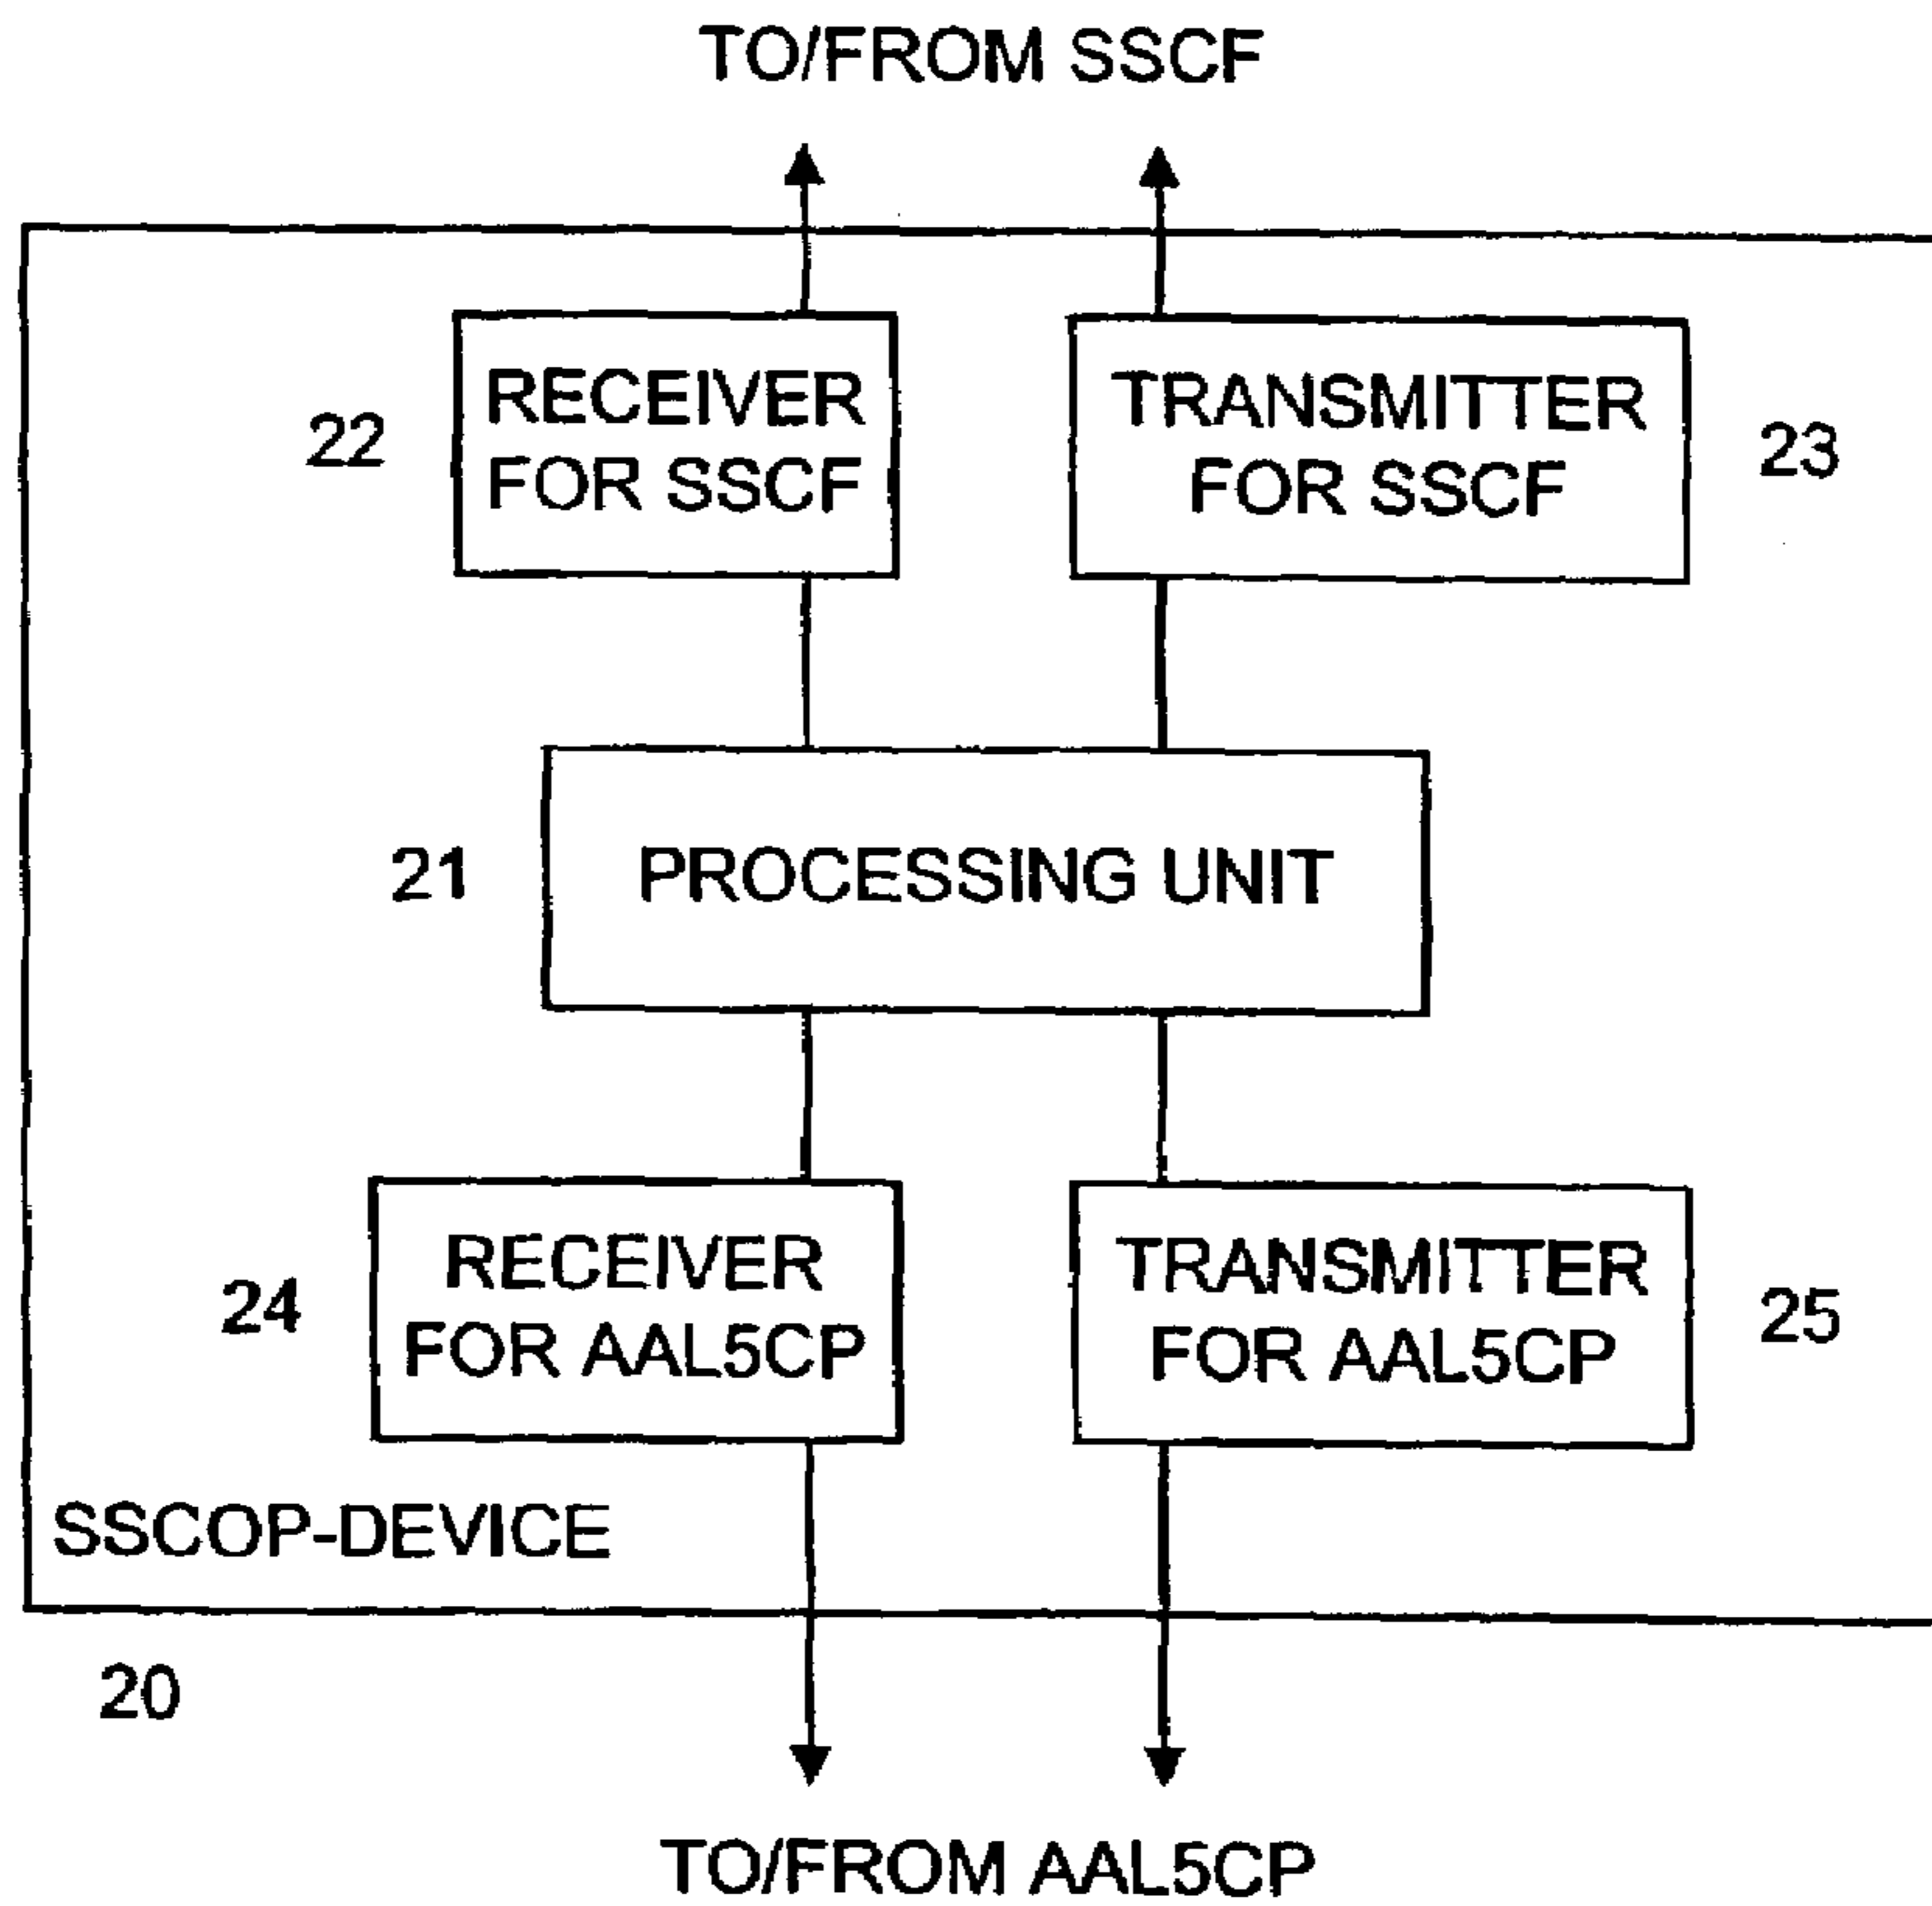 TO/FROM SSCF
22
RECEIVER
FOR SSCF
TRANSMITTER
FOR SSCF
23
21
PROCESSING UNIT
24
RECEIVER
FOR AAL5CP
TRANSMITTER
FOR AAL5CP
25
SSCOP-DEVICE
20
TO/FROM AAL5CP